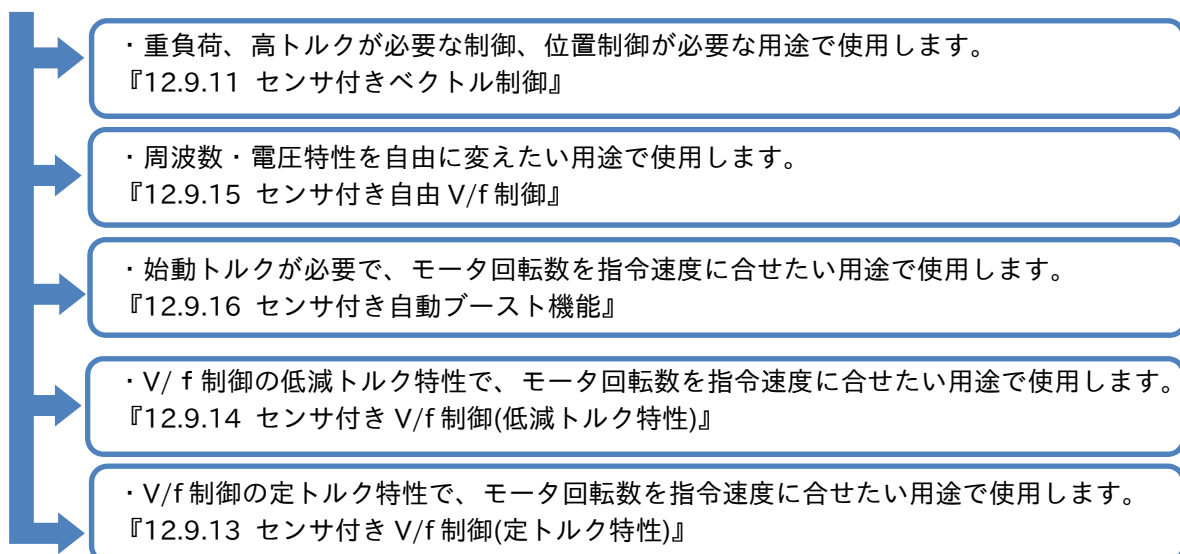 ・重負荷、高トルクが必要な制御、位置制御が必要な用途で使用します。
『12.9.11 センサ付きベクトル制御』
・周波数・電圧特性を自由に変えたい用途で使用します。
『12.9.15 センサ付き自由 V/f 制御』
・始動トルクが必要で、モータ回転数を指令速度に合せたい用途で使用します。
『12.9.16 センサ付き自動ブースト機能』
・V/ f 制御の低減トルク特性で、モータ回転数を指令速度に合せたい用途で使用します。
『12.9.14 センサ付き V/f 制御(低減トルク特性)』
・V/f 制御の定トルク特性で、モータ回転数を指令速度に合せたい用途で使用します。
『12.9.13 センサ付き V/f 制御(定トルク特性)』